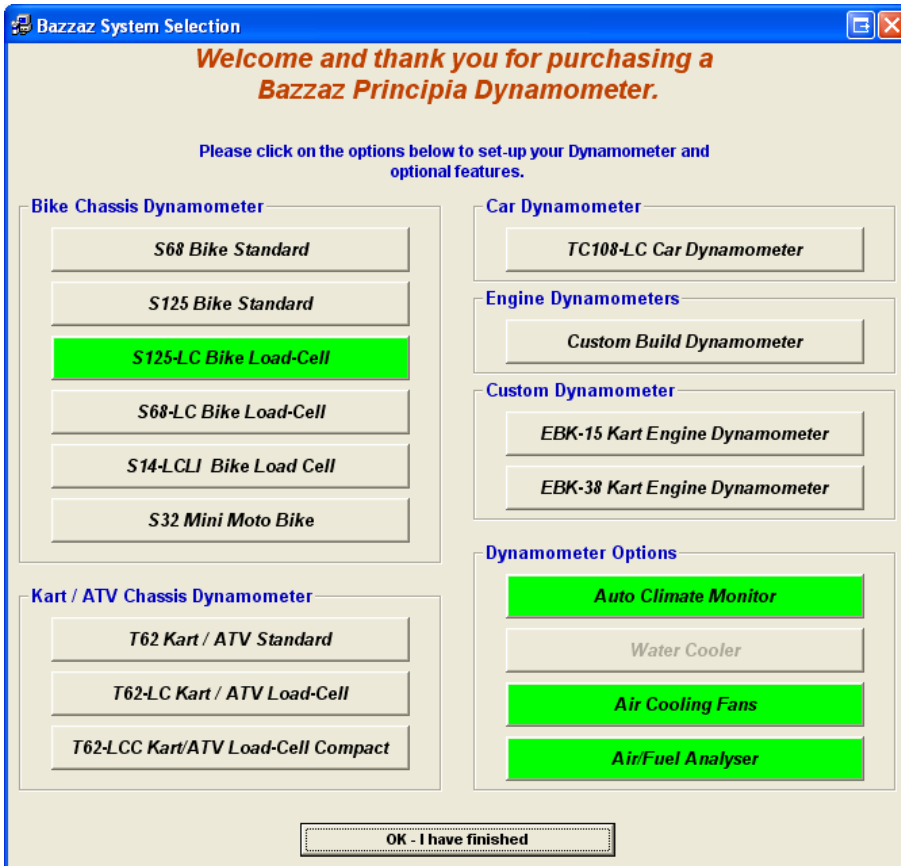 Bazzaz System Selection
Welcome and thank you for purchasing a
Bazzaz Principia Dynamometer.
Please click on the options below to set-up your Dynamometer and
optional features.
Bike Chassis Dynamometer
S68 Bike Standard
S125 Bike Standard
S125-LC Bike Load-Cell
S68-LC Bike Load-Cell
S14-LCLI  Bike Load Cell
S32 Mini Moto Bike
Kart / ATV Chassis Dynamometer
T62 Kart / ATV Standard
T62-LC Kart / ATV Load-Cell
T62-LCC Kart/ATV Load-Cell Compact
Car Dynamometer
TC108-LC Car Dynamometer
Engine Dynamometers
Custom Build Dynamometer
Custom Dynamometer
EBK-15 Kart Engine Dynamometer
EBK-38 Kart Engine Dynamometer
Dynamometer Options
Auto Climate Monitor
Water Cooler
Air Cooling Fans
Air/Fuel Analyser
OK - I have finished